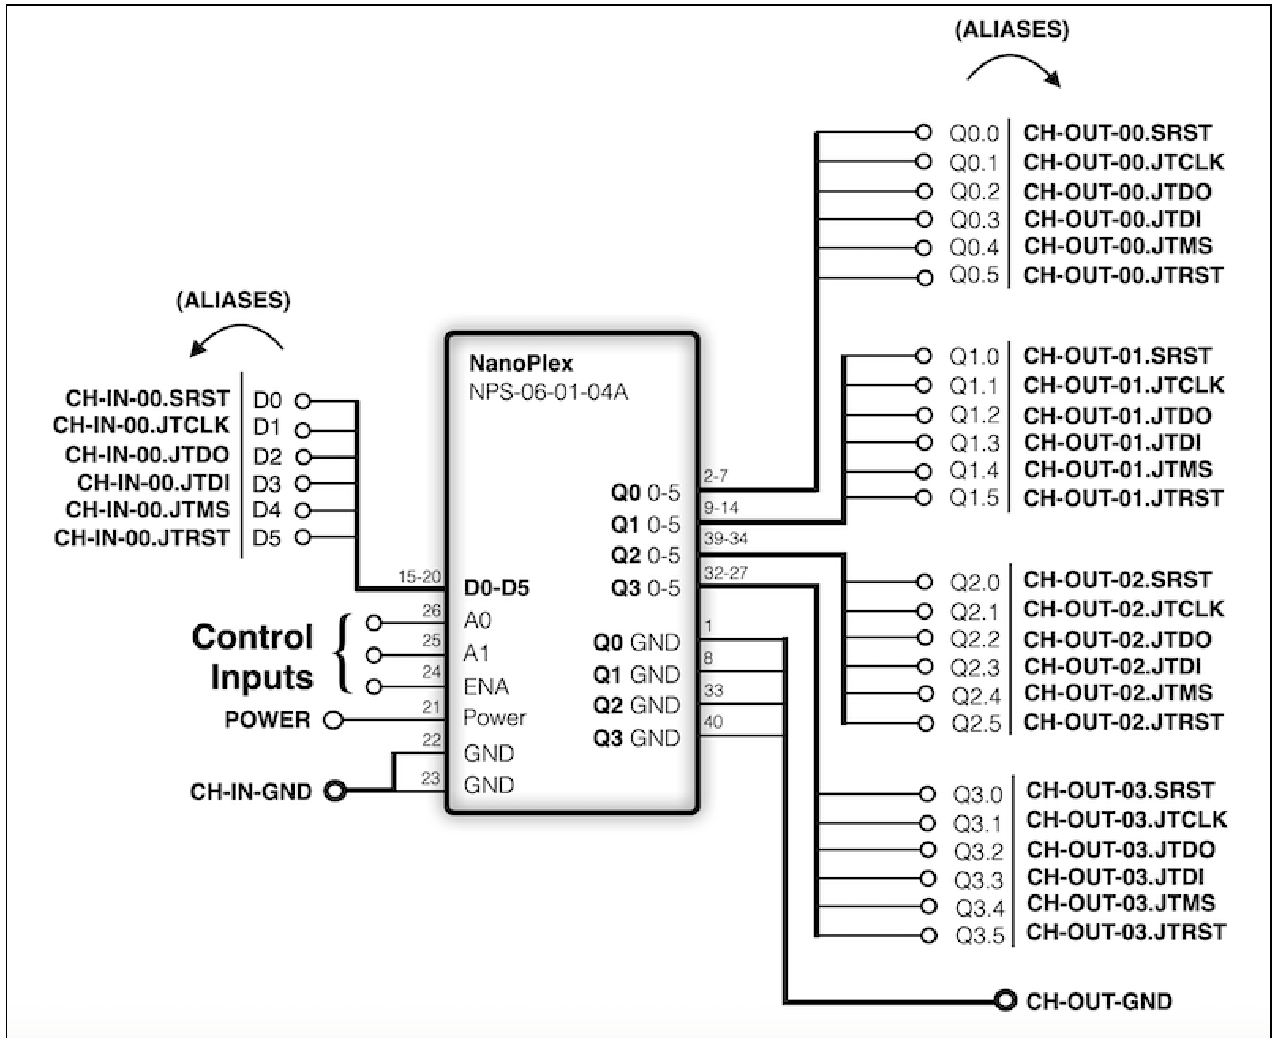 (ALIASES)
Q0.0 CH-OUT-00.SRST
Q0.1 CH-OUT-00.JTCLK
Q0.2 CH-OUT-00.JTDO
Q0.3 CH-OUT-00.JTDI
Q0.4 CH-OUT-00.JTMS
Q0.5 CH-OUT-00.JTRST
(ALIASES)
CH-IN-00.SRST D0
CH-IN-00.JTCLK D1
CH-IN-00.JTDO D2
CH-IN-00.JTDI D3
CH-IN-00.JTMS D4
CH-IN-00.JTRST D5
NanoPlex
NPS-06-01-04A
Q1.0 CH-OUT-01.SRST
Q1.1 CH-OUT-01.JTCLK
Q1.2 CH-OUT-01.JTDO
Q1.3 CH-OUT-01.JTDI
Q1.4 CH-OUT-01.JTMS
Q1.5 CH-OUT-01.JTRST
Q0 0-5 2-7
Q1 0-5 9-14
Q2 0-5 39-34
Q3 0-5 32-27
15-20 D0-D5
Control
Inputs
26 A0
25 A1
24 ENA
POWER 21 Power
22 GND
CH-IN-GND 23 GND
Q0 GND 1
Q1 GND 8
Q2 GND 33
Q3 GND 40
Q2.0 CH-OUT-02.SRST
Q2.1 CH-OUT-02.JTCLK
Q2.2 CH-OUT-02.JTDO
Q2.3 CH-OUT-02.JTDI
Q2.4 CH-OUT-02.JTMS
Q2.5 CH-OUT-02.JTRST
Q3.0 CH-OUT-03.SRST
Q3.1 CH-OUT-03.JTCLK
Q3.2 CH-OUT-03.JTDO
Q3.3 CH-OUT-03.JTDI
Q3.4 CH-OUT-03.JTMS
Q3.5 CH-OUT-03.JTRST
CH-OUT-GND